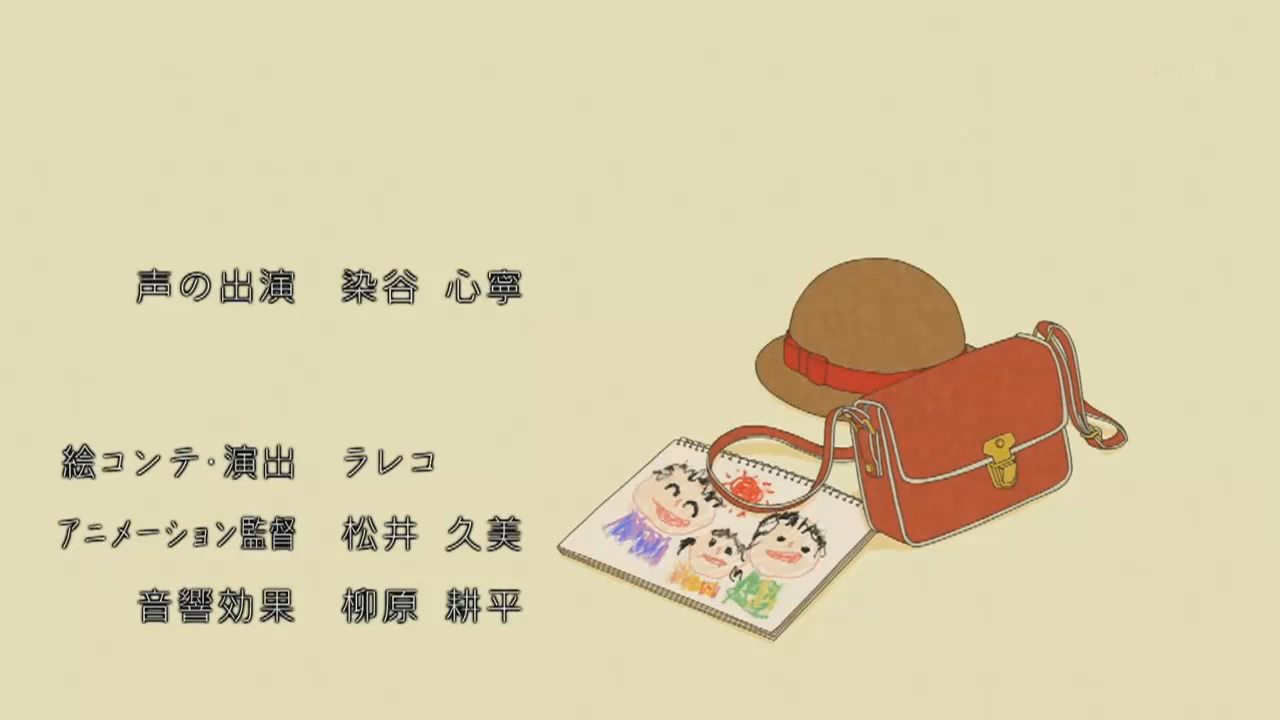 声の出演 染谷 心寧
絵コンテ・演出 ラレコ
アニメーション監督 松井 久美
音響効果 柳原 耕平